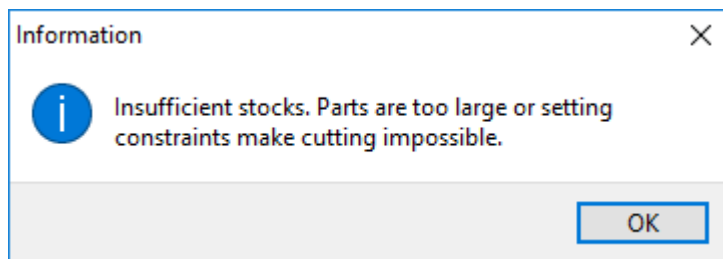 Information
Insufficient stocks. Parts are too large or setting
constraints make cutting impossible.
OK